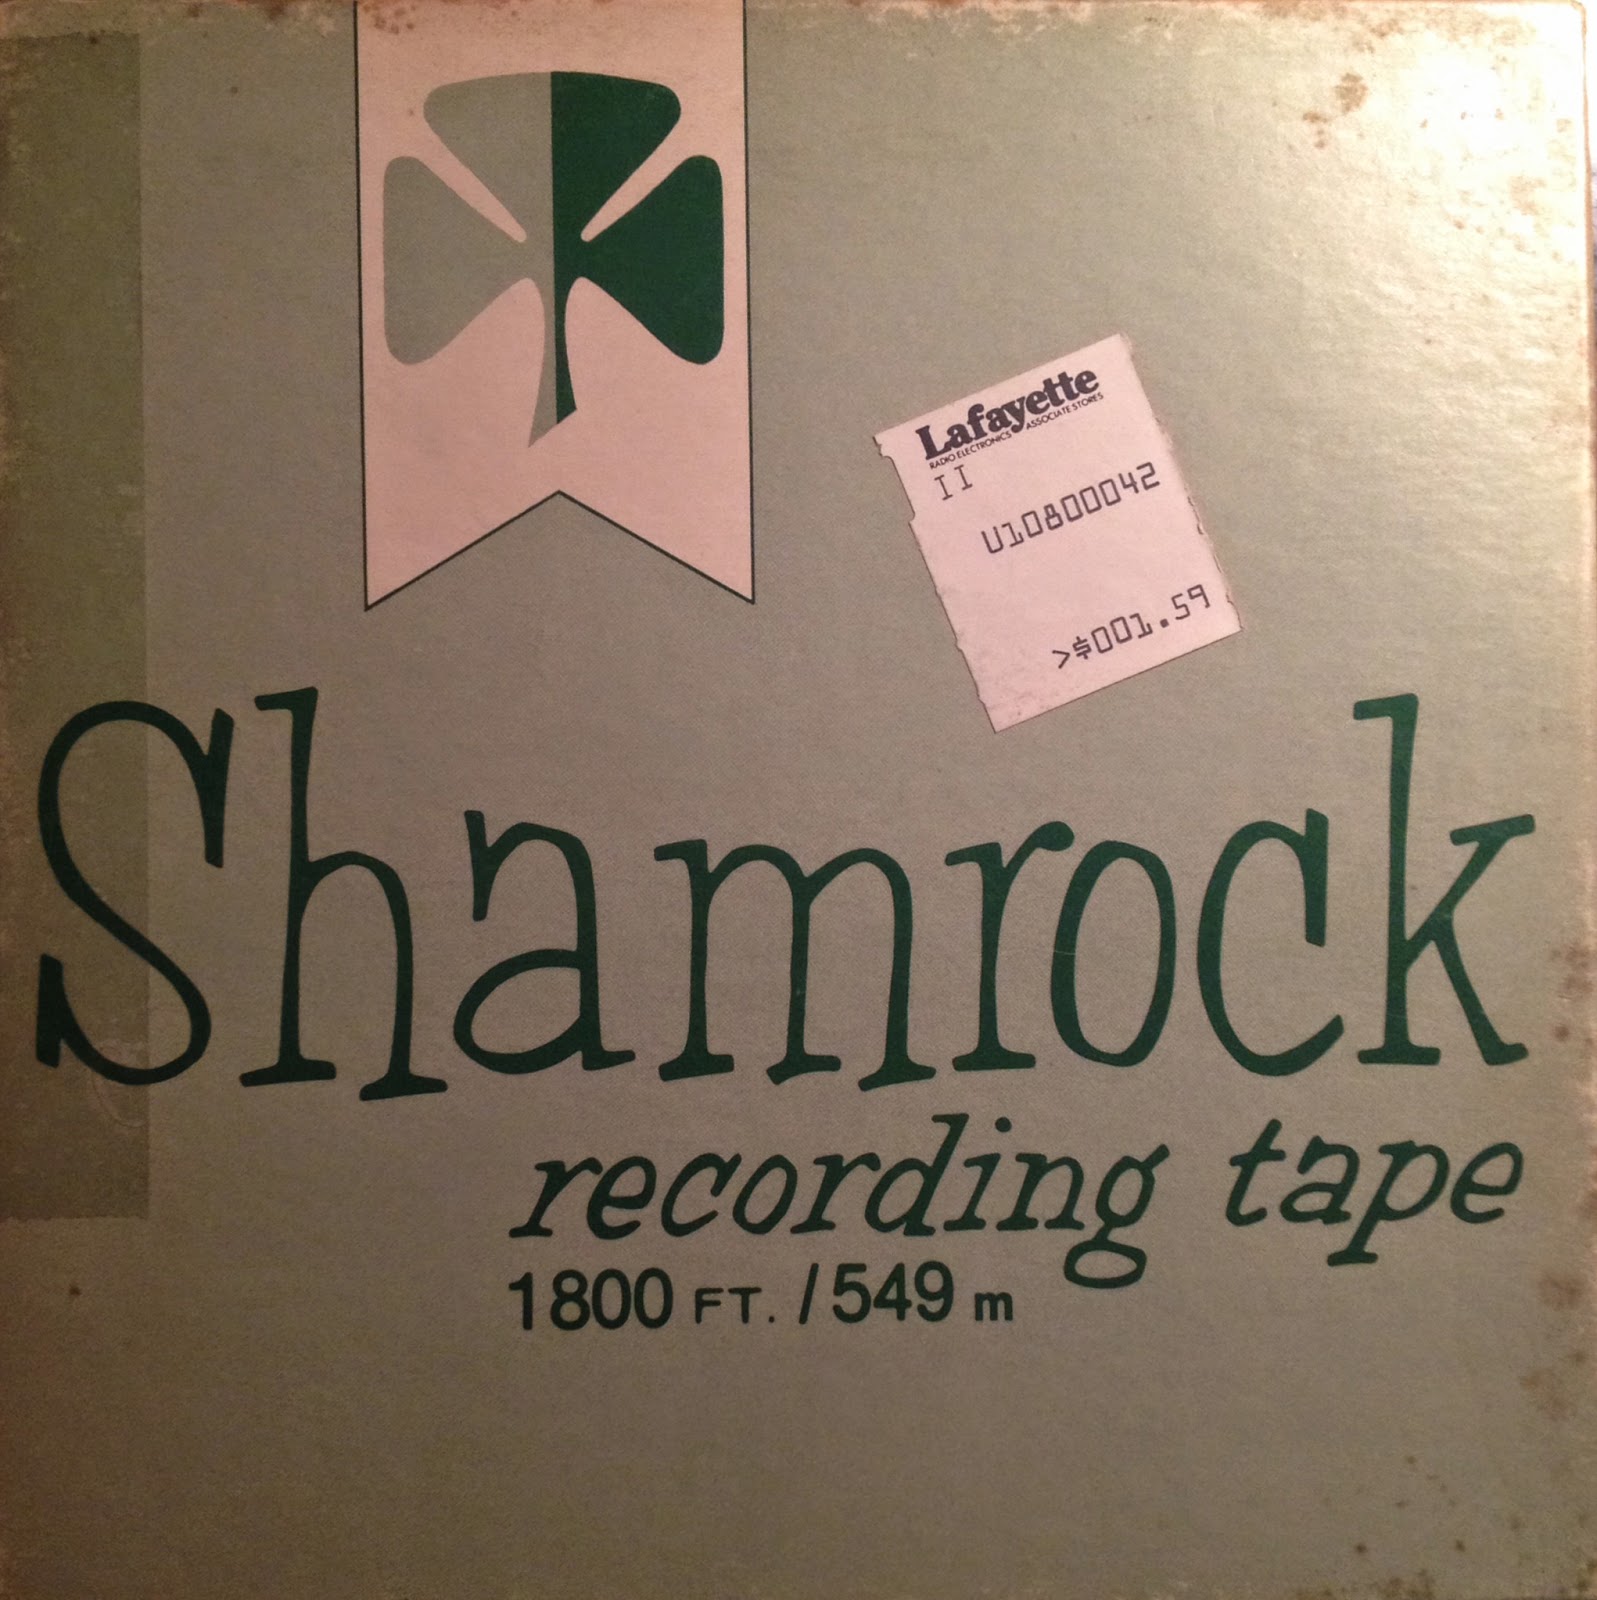 Lafayette
RADIO ELECTRONICS ASSOCIATE STORES
II
U10800042
>$001.59
Shamrock
recording tape
1800 FT. / 549 m